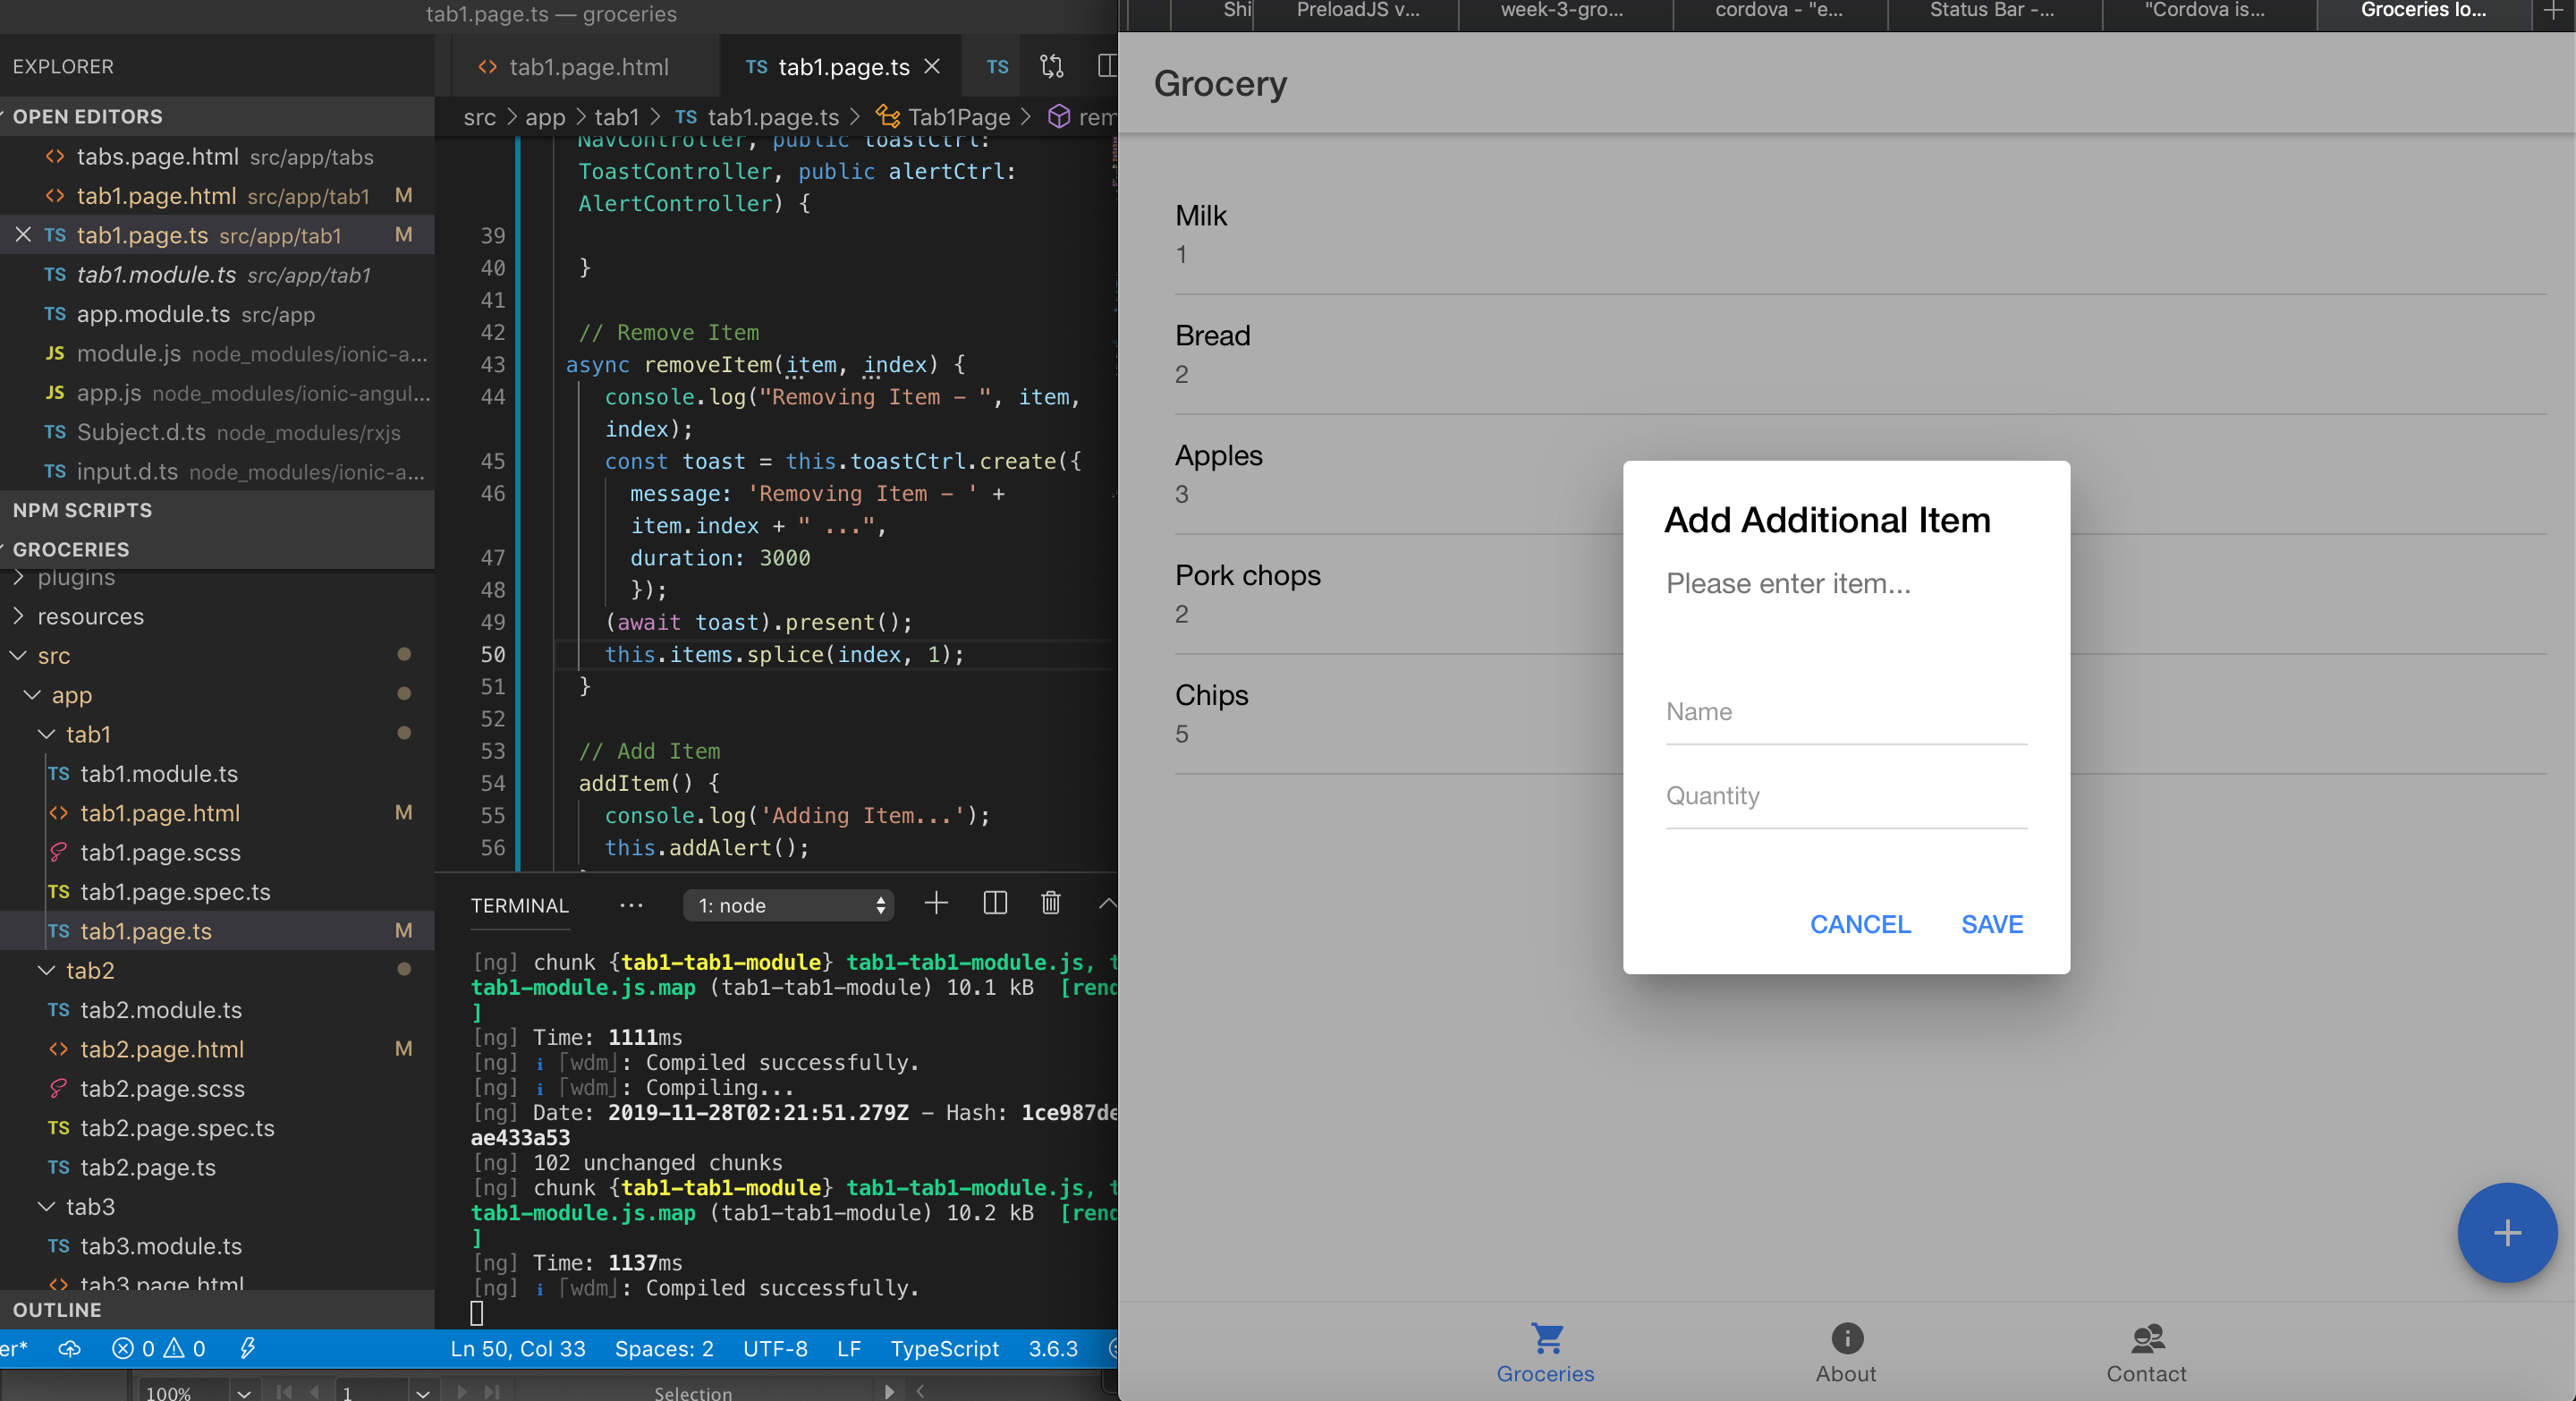 tab1.page.ts — groceries
EXPLORER
OPEN EDITORS
tabs.page.html src/app/tabs
tab1.page.html src/app/tab1 M
TS tab1.page.ts src/app/tab1 M
TS tab1.module.ts src/app/tab1
TS app.module.ts src/app
JS module.js node_modules/ionic-a...
JS app.js node_modules/ionic-angul...
TS Subject.d.ts node_modules/rxjs
TS input.d.ts node_modules/ionic-a...
NPM SCRIPTS
GROCERIES
plugins
resources
src
app
tab1
TS tab1.module.ts
tab1.page.html M
tab1.page.scss
TS tab1.page.spec.ts
TS tab1.page.ts M
tab2
TS tab2.module.ts
tab2.page.html M
tab2.page.scss
TS tab2.page.spec.ts
TS tab2.page.ts
tab3
TS tab3.module.ts
tab3.page.html
OUTLINE
er* 0 0 Ln 50, Col 33 Spaces: 2 UTF-8 LF TypeScript 3.6.3
100% 1 Selection
<> tab1.page.html TS tab1.page.ts TS
src > app > tab1 > TS tab1.page.ts > Tab1Page > rem
NavController, public toastCtrl:
ToastController, public alertCtrl:
AlertController) {
39
40 }
41
42 // Remove Item
43 async removeItem(item, index) {
44 console.log("Removing Item - ", item,
index);
45 const toast = this.toastCtrl.create({
46 message: 'Removing Item - ' +
item.index + " ...",
47 duration: 3000
48 });
49 (await toast).present();
50 this.items.splice(index, 1);
51 }
52
53 // Add Item
54 addItem() {
55 console.log('Adding Item...');
56 this.addAlert();
TERMINAL ... 1: node
[ng] chunk {tab1-tab1-module} tab1-tab1-module.js, t
tab1-module.js.map (tab1-tab1-module) 10.1 kB [rend
]
[ng] Time: 1111ms
[ng] ℹ ｢wdm｣: Compiled successfully.
[ng] ℹ ｢wdm｣: Compiling...
[ng] Date: 2019-11-28T02:21:51.279Z - Hash: 1ce987de
ae433a53
[ng] 102 unchanged chunks
[ng] chunk {tab1-tab1-module} tab1-tab1-module.js, t
tab1-module.js.map (tab1-tab1-module) 10.2 kB [rend
]
[ng] Time: 1137ms
[ng] ℹ ｢wdm｣: Compiled successfully.
Shi PreloadJS v... week-3-gro... cordova - "e... Status Bar -... "Cordova is... Groceries Io...
Grocery
Milk
1
Bread
2
Apples
3
Pork chops
2
Chips
5
Add Additional Item
Please enter item...
Name
Quantity
CANCEL SAVE
+
Groceries About Contact